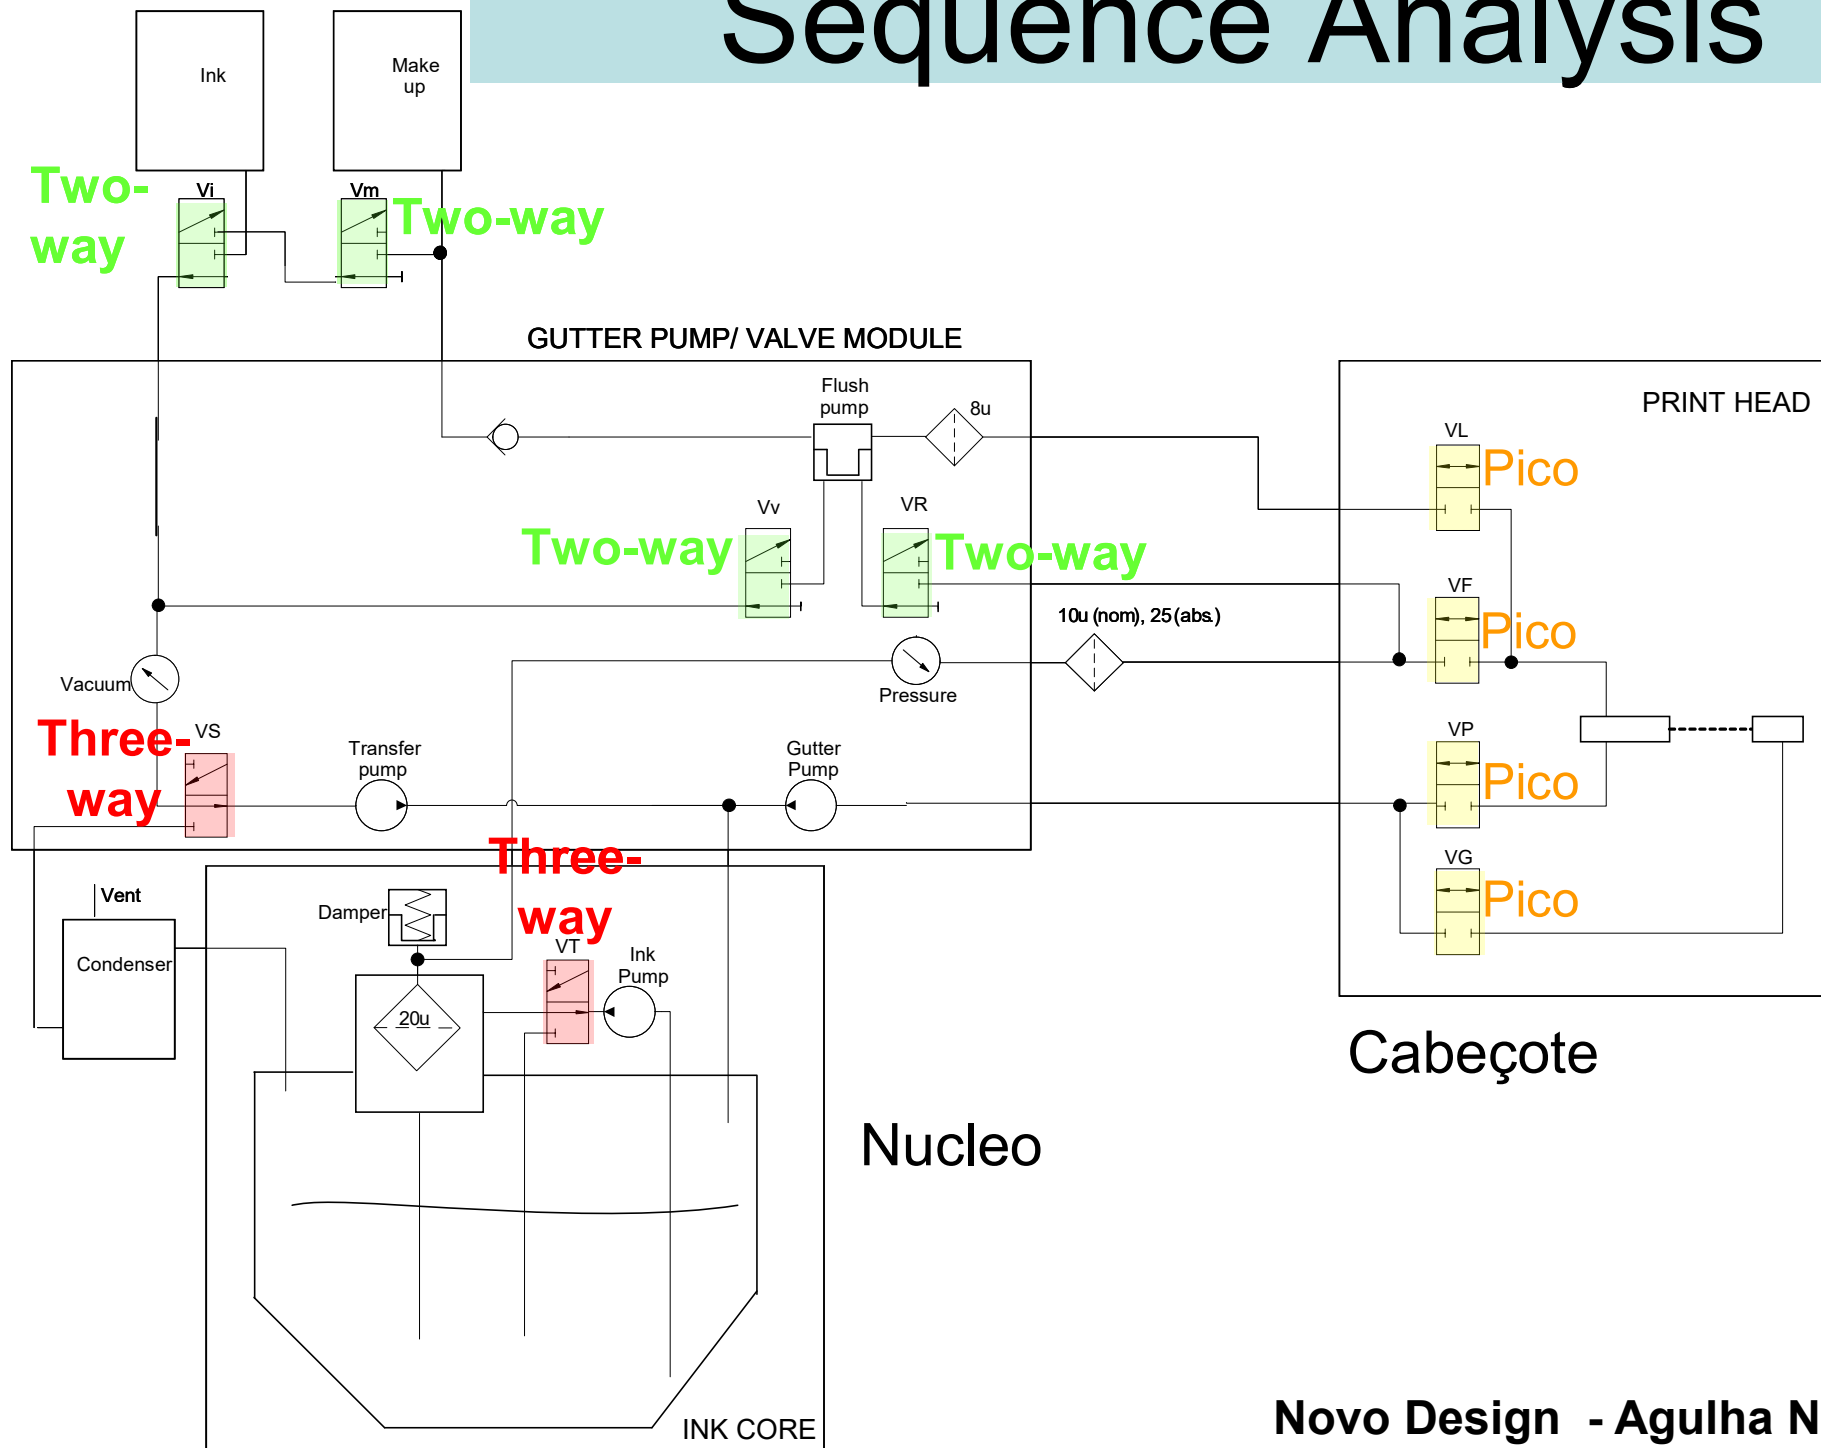 Sequence Analysis
Ink
Make
up
Two-
way
Vi
Vm
Two-way
GUTTER PUMP/ VALVE MODULE
Flush
pump
8u
PRINT HEAD
VL
Pico
Vv
VR
Two-way
Two-way
VF
Pico
10u (nom), 25 (abs.)
Vacuum
Pressure
Three-
way
VS
Transfer
pump
Gutter
Pump
VP
Pico
Three-
way
VG
Pico
Vent
Damper
Condenser
VT
Ink
Pump
20u
Cabeçote
Nucleo
INK CORE
Novo Design - Agulha N